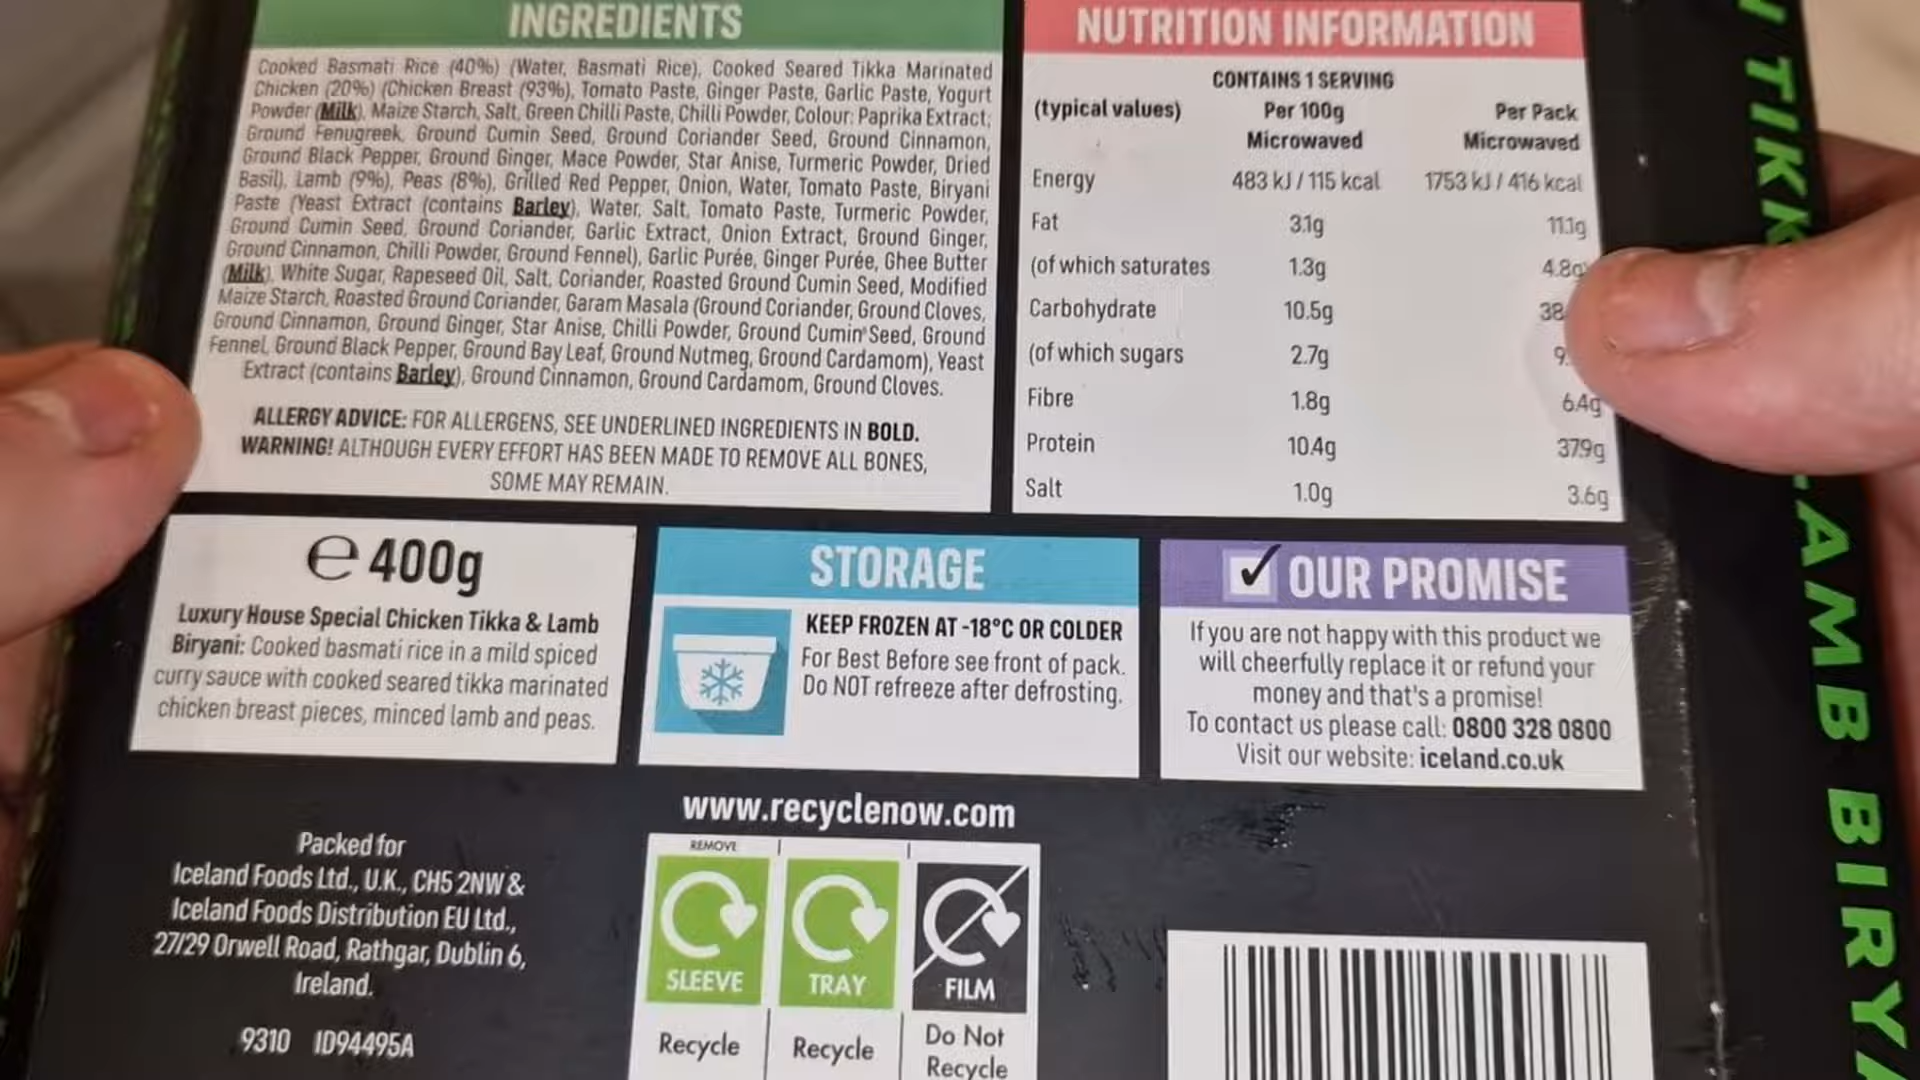 INGREDIENTS
Cooked Basmati Rice (40%) (Water, Basmati Rice), Cooked Seared Tikka Marinated
Chicken (20%) (Chicken Breast (93%), Tomato Paste, Ginger Paste, Garlic Paste, Yogurt
Powder (Milk), Maize Starch, Salt, Green Chilli Paste, Chilli Powder, Colour: Paprika Extract;
Ground Fenugreek, Ground Cumin Seed, Ground Coriander Seed, Ground Cinnamon,
Ground Black Pepper, Ground Ginger, Mace Powder, Star Anise, Turmeric Powder, Dried
Basil), Lamb (9%), Peas (8%), Grilled Red Pepper, Onion, Water, Tomato Paste, Biryani
Paste (Yeast Extract (contains Barley), Water, Salt, Tomato Paste, Turmeric Powder,
Ground Cumin Seed, Ground Coriander, Garlic Extract, Onion Extract, Ground Ginger,
Ground Cinnamon, Chilli Powder, Ground Fennel), Garlic Purée, Ginger Purée, Ghee Butter
(Milk), White Sugar, Rapeseed Oil, Salt, Coriander, Roasted Ground Cumin Seed, Modified
Maize Starch, Roasted Ground Coriander, Garam Masala (Ground Coriander, Ground Cloves,
Ground Cinnamon, Ground Ginger, Star Anise, Chilli Powder, Ground Cumin Seed, Ground
Fennel, Ground Black Pepper, Ground Bay Leaf, Ground Nutmeg, Ground Cardamom), Yeast
Extract (contains Barley), Ground Cinnamon, Ground Cardamom, Ground Cloves.
ALLERGY ADVICE: FOR ALLERGENS, SEE UNDERLINED INGREDIENTS IN BOLD.
WARNING! ALTHOUGH EVERY EFFORT HAS BEEN MADE TO REMOVE ALL BONES,
SOME MAY REMAIN.
NUTRITION INFORMATION
CONTAINS 1 SERVING
(typical values) Per 100g Per Pack
Microwaved Microwaved
Energy 483 kJ / 115 kcal 1753 kJ / 416 kcal
Fat 3.1g 11.1g
(of which saturates 1.3g 4.8g
Carbohydrate 10.5g 38
(of which sugars 2.7g 9.
Fibre 1.8g 6.4g
Protein 10.4g 37.9g
Salt 1.0g 3.6g
e 400g
Luxury House Special Chicken Tikka & Lamb
Biryani: Cooked basmati rice in a mild spiced
curry sauce with cooked seared tikka marinated
chicken breast pieces, minced lamb and peas.
STORAGE
KEEP FROZEN AT -18°C OR COLDER
For Best Before see front of pack.
Do NOT refreeze after defrosting.
OUR PROMISE
If you are not happy with this product we
will cheerfully replace it or refund your
money and that's a promise!
To contact us please call: 0800 328 0800
Visit our website: iceland.co.uk
Packed for
Iceland Foods Ltd., U.K., CH5 2NW &
Iceland Foods Distribution EU Ltd.,
27/29 Orwell Road, Rathgar, Dublin 6,
Ireland.
9310 ID94495A
www.recyclenow.com
REMOVE
SLEEVE TRAY FILM
Recycle Recycle Do Not
Recycle
TIKK
LAMB BIRYA